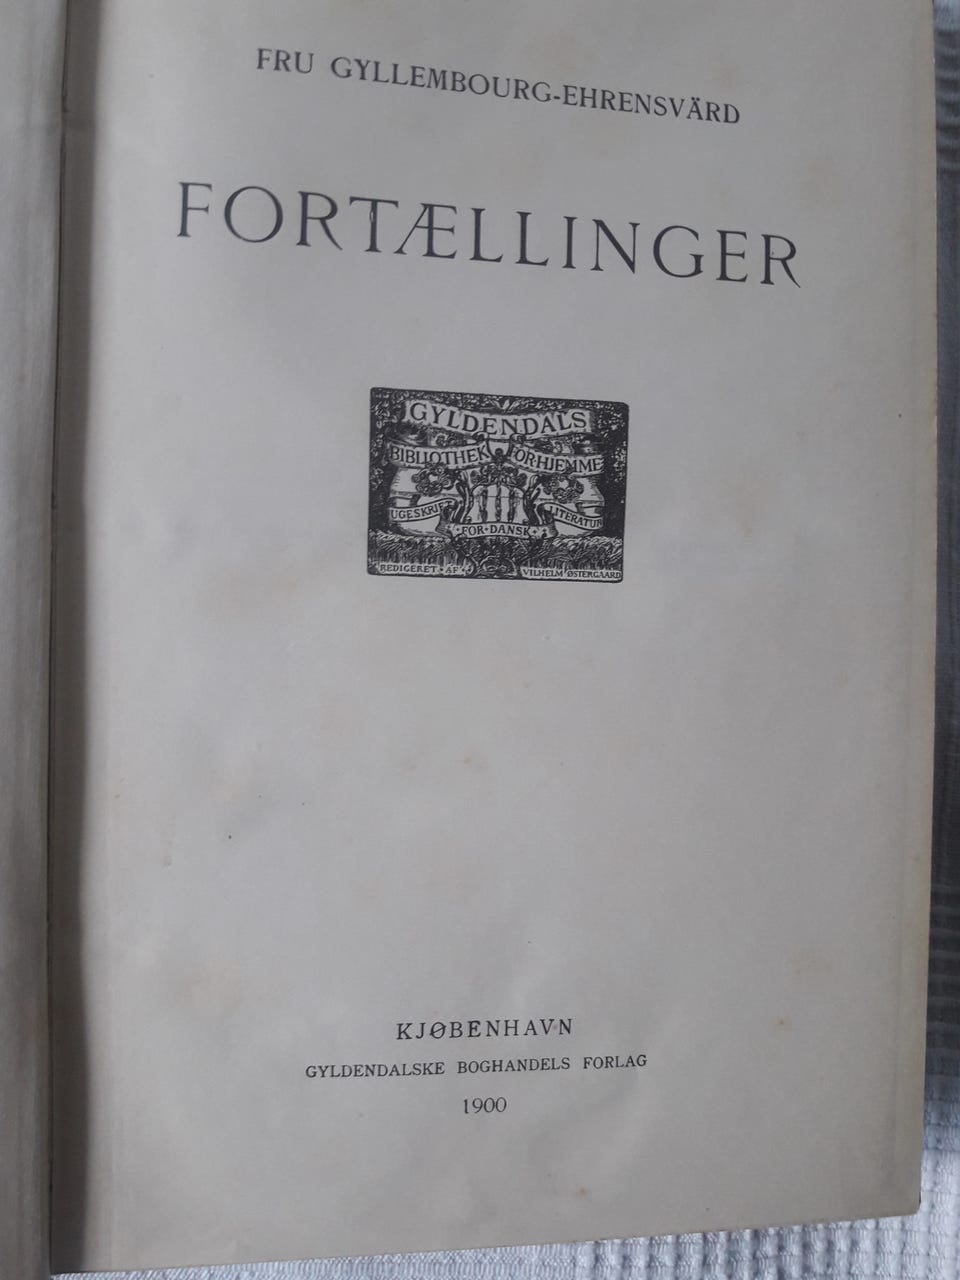 FRU GYLLEMBOURG-EHRENSVÄRD
FORTÆLLINGER
GYLDENDALS
BIBLIOTHEK FOR HJEMME
UGESKRIFT LITERATUR
FOR DANSK
REDIGERET AF VILHELM ØSTERGAARD
KJØBENHAVN
GYLDENDALSKE BOGHANDELS FORLAG
1900